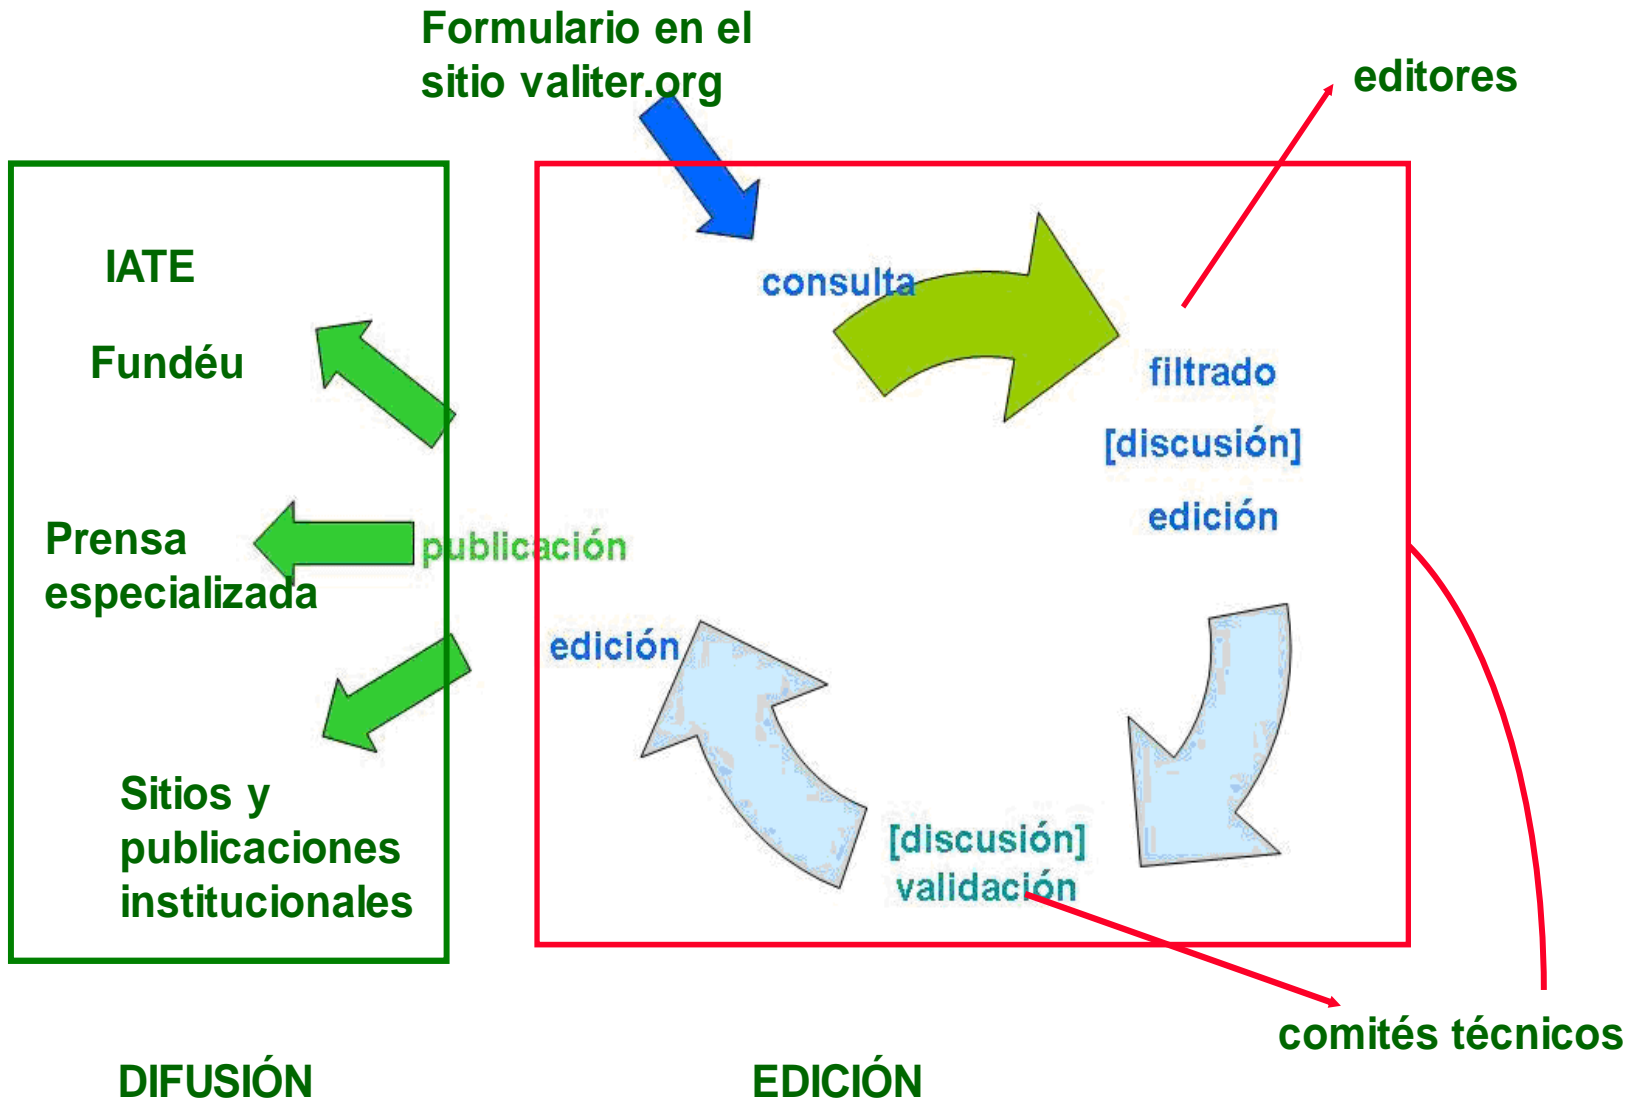 Formulario en el
sitio valiter.org
editores
IATE
Fundéu
Prensa
especializada
Sitios y
publicaciones
institucionales
consulta
filtrado
[discusión]
edición
publicación
edición
[discusión]
validación
comités técnicos
DIFUSIÓN
EDICIÓN